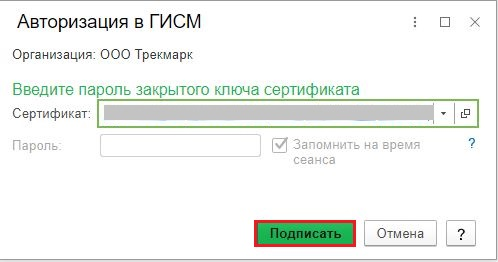 Авторизация в ГИСМ
Организация: ООО Трекмарк
Введите пароль закрытого ключа сертификата
Сертификат:
Пароль: Запомнить на время сеанса ?
Подписать Отмена ?